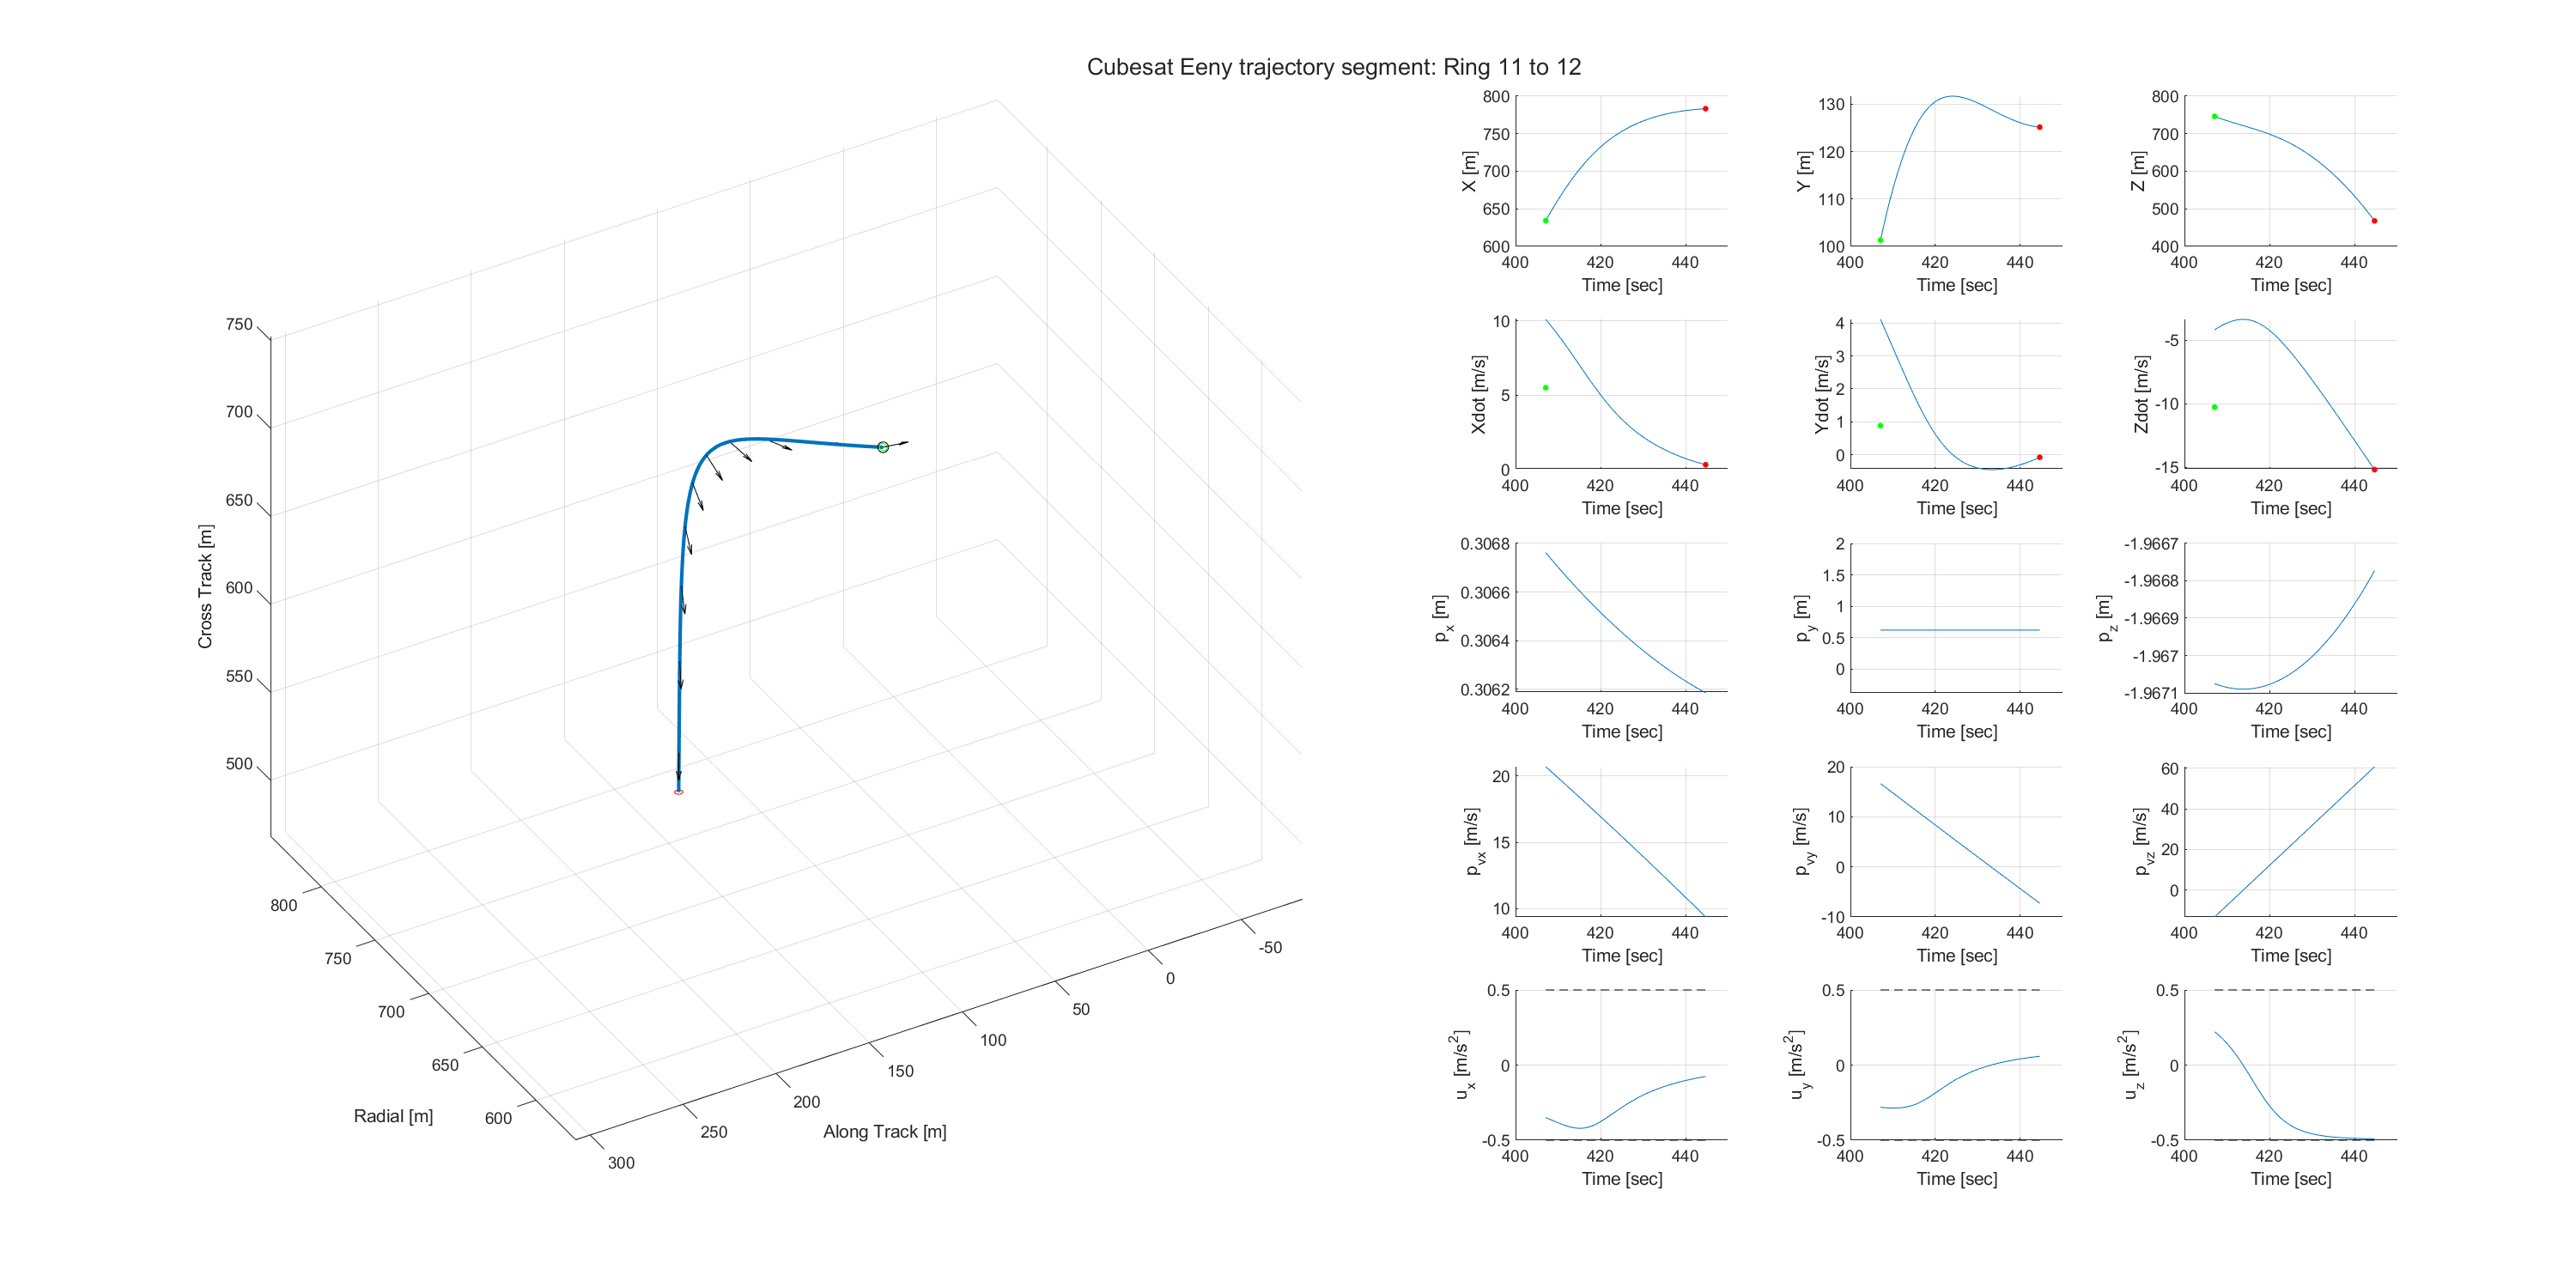 Cubesat Eeny trajectory segment: Ring 11 to 12
750
700
650
600
550
500
Cross Track [m]
800
750
700
650
600
Radial [m]
300
250
200
150
100
50
0
-50
Along Track [m]
800
750
700
650
600
X [m]
400 420 440
Time [sec]
130
120
110
100
Y [m]
400 420 440
Time [sec]
800
700
600
500
400
Z [m]
400 420 440
Time [sec]
10
5
0
Xdot [m/s]
400 420 440
Time [sec]
4
3
2
1
0
Ydot [m/s]
400 420 440
Time [sec]
-5
-10
-15
Zdot [m/s]
400 420 440
Time [sec]
0.3068
0.3066
0.3064
0.3062
p_x [m]
400 420 440
Time [sec]
2
1.5
1
0.5
0
p_y [m]
400 420 440
Time [sec]
-1.9667
-1.9668
-1.9669
-1.967
-1.9671
p_z [m]
400 420 440
Time [sec]
20
15
10
p_vx [m/s]
400 420 440
Time [sec]
20
10
0
-10
p_vy [m/s]
400 420 440
Time [sec]
60
40
20
0
p_vz [m/s]
400 420 440
Time [sec]
0.5
0
-0.5
u_x [m/s²]
400 420 440
Time [sec]
0.5
0
-0.5
u_y [m/s²]
400 420 440
Time [sec]
0.5
0
-0.5
u_z [m/s²]
400 420 440
Time [sec]